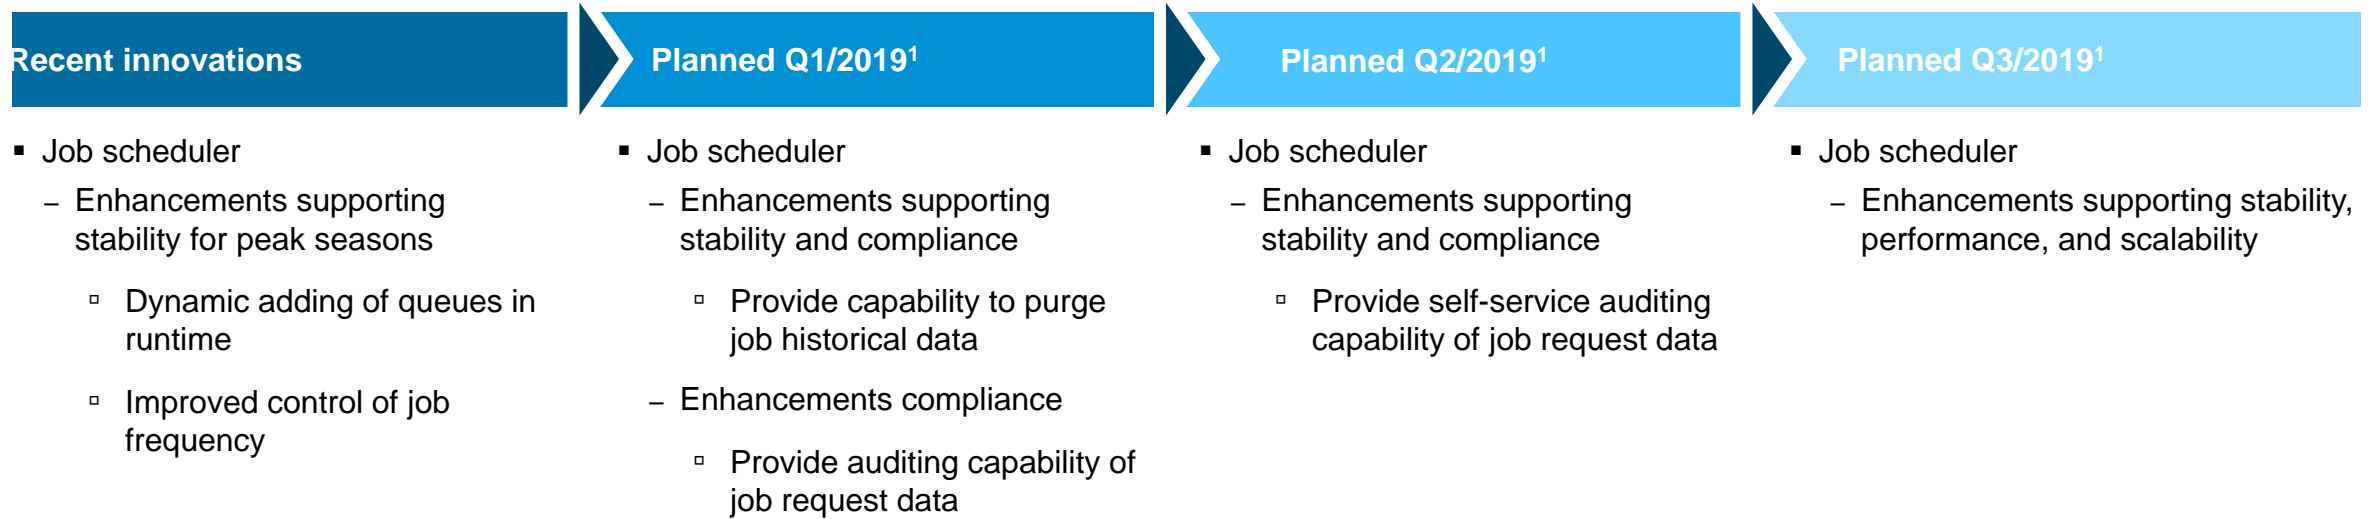 Recent innovations
Planned Q1/2019¹
Planned Q2/2019¹
Planned Q3/2019¹
▪ Job scheduler
– Enhancements supporting
stability for peak seasons
▫ Dynamic adding of queues in
runtime
▫ Improved control of job
frequency
▪ Job scheduler
– Enhancements supporting
stability and compliance
▫ Provide capability to purge
job historical data
– Enhancements compliance
▫ Provide auditing capability of
job request data
▪ Job scheduler
– Enhancements supporting
stability and compliance
▫ Provide self-service auditing
capability of job request data
▪ Job scheduler
– Enhancements supporting stability,
performance, and scalability